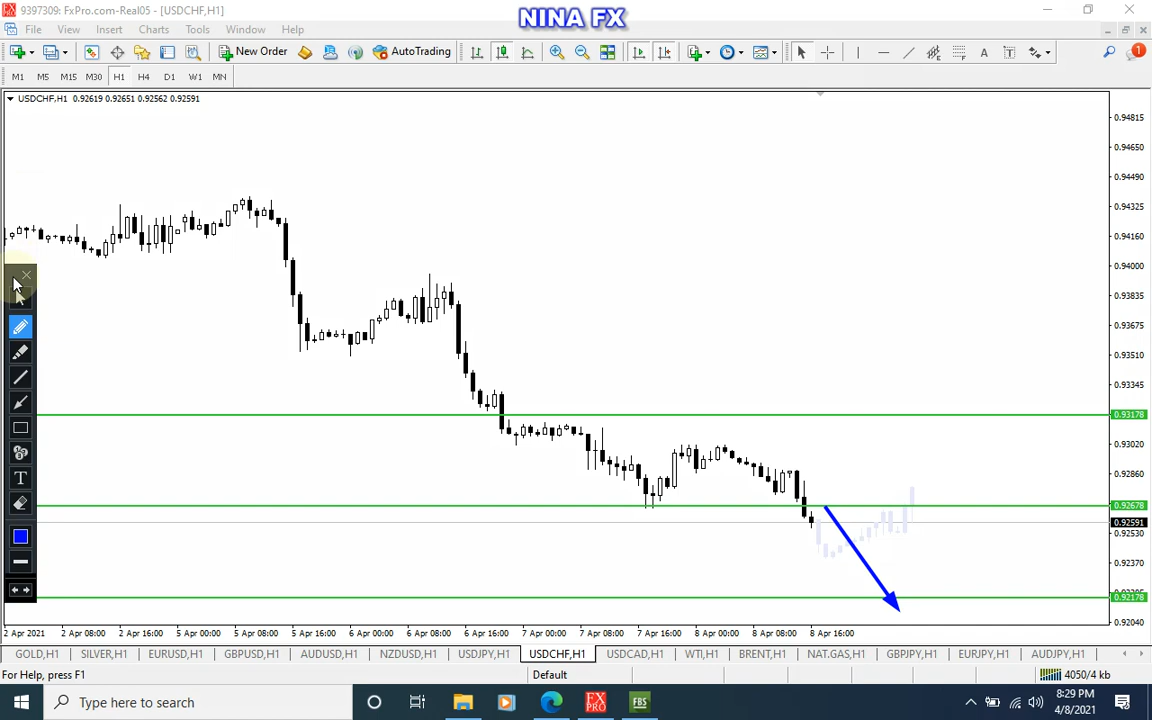 9397309: FxPro.com-Real05 - [USDCHF,H1]
NINA FX
File View Insert Charts Tools Window Help
New Order AutoTrading A T 1
M1 M5 M15 M30 H1 H4 D1 W1 MN
USDCHF,H1 0.92619 0.92651 0.92562 0.92591
0.94815
0.94650
0.94490
0.94325
0.94160
0.94000
0.93835
0.93675
0.93510
0.93345
0.93178
0.93020
0.92860
0.92678
0.92591
0.92530
0.92370
0.92178
0.92040
T
2 Apr 2021 2 Apr 08:00 2 Apr 16:00 5 Apr 00:00 5 Apr 08:00 5 Apr 16:00 6 Apr 00:00 6 Apr 08:00 6 Apr 16:00 7 Apr 00:00 7 Apr 08:00 7 Apr 16:00 8 Apr 00:00 8 Apr 08:00 8 Apr 16:00
GOLD,H1 SILVER,H1 EURUSD,H1 GBPUSD,H1 AUDUSD,H1 NZDUSD,H1 USDJPY,H1 USDCHF,H1 USDCAD,H1 WTI,H1 BRENT,H1 NAT.GAS,H1 GBPJPY,H1 EURJPY,H1 AUDJPY,H1
For Help, press F1 Default 4050/4 kb
Type here to search FX PRO FBS 8:29 PM
4/8/2021